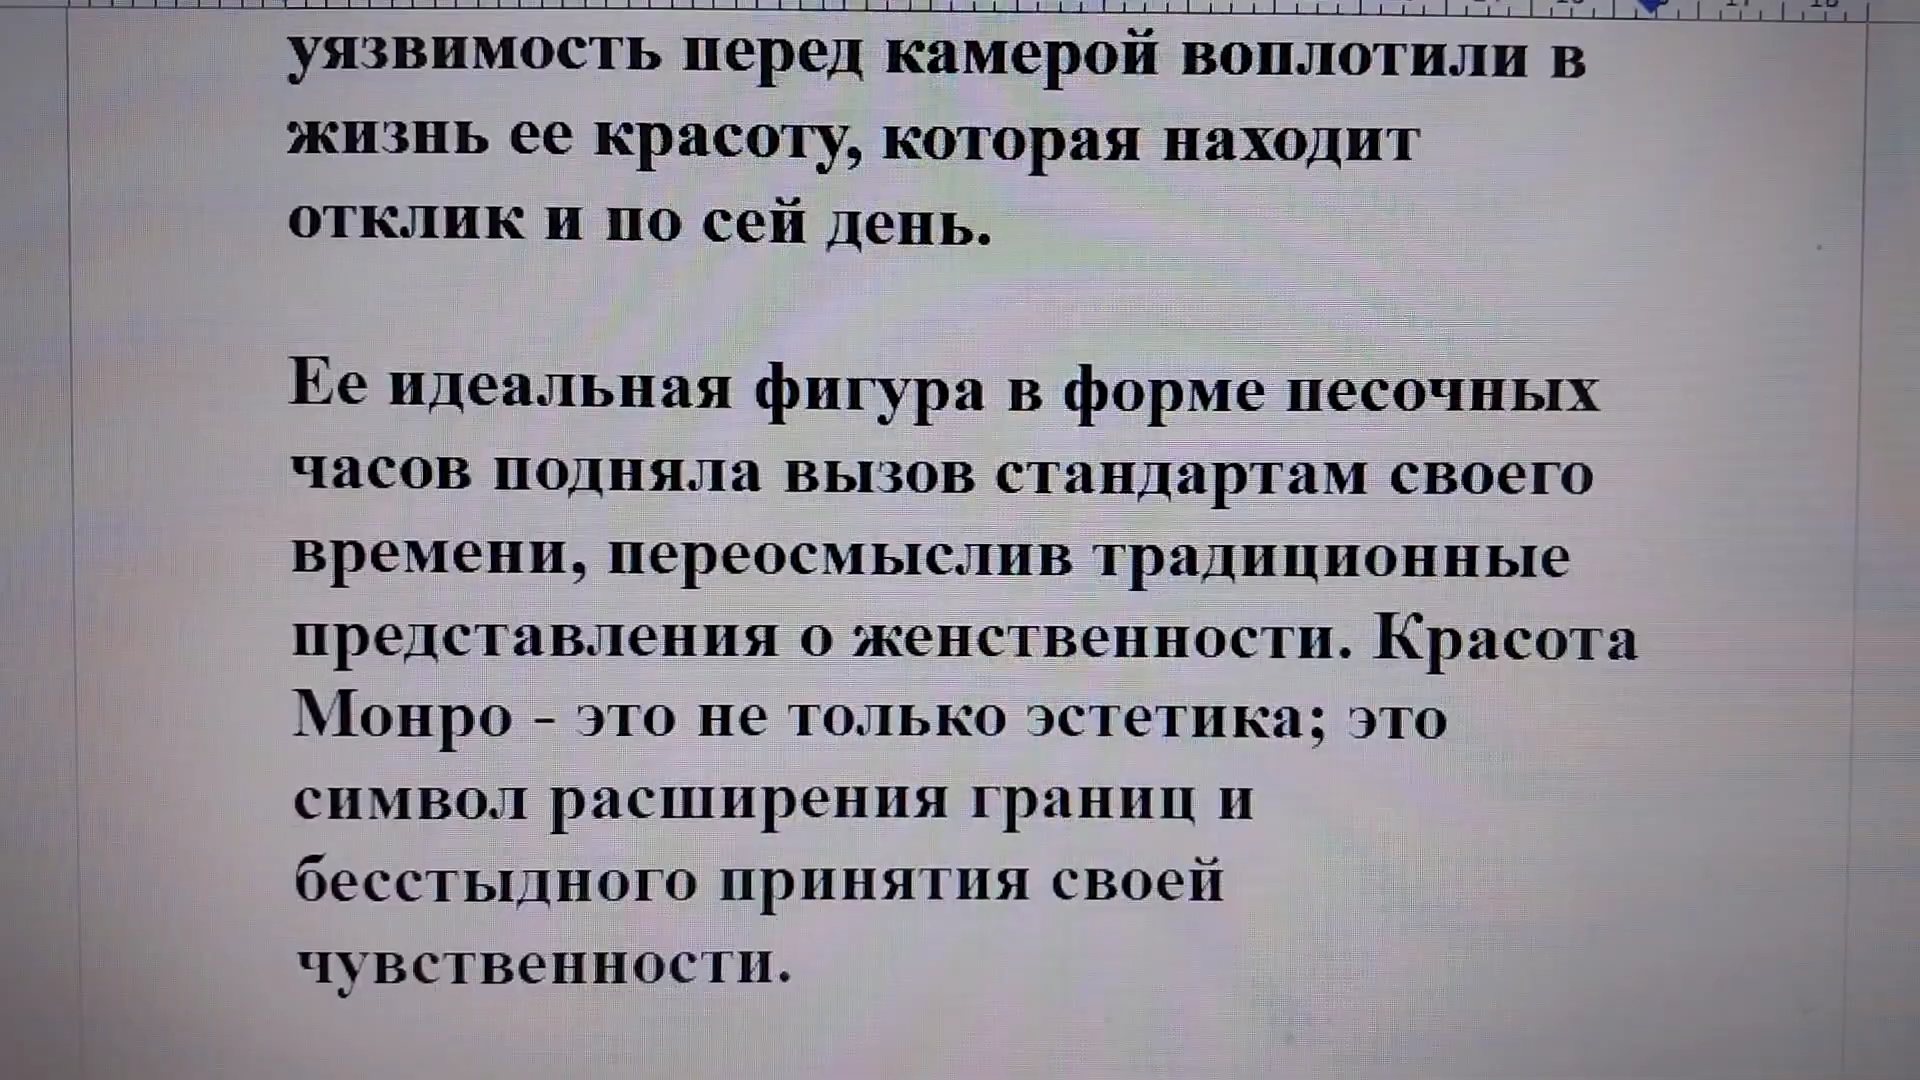 уязвимость перед камерой воплотили в
жизнь ее красоту, которая находит
отклик и по сей день.
Ее идеальная фигура в форме песочных
часов подняла вызов стандартам своего
времени, переосмыслив традиционные
представления о женственности. Красота
Монро - это не только эстетика; это
символ расширения границ и
бесстыдного принятия своей
чувственности.